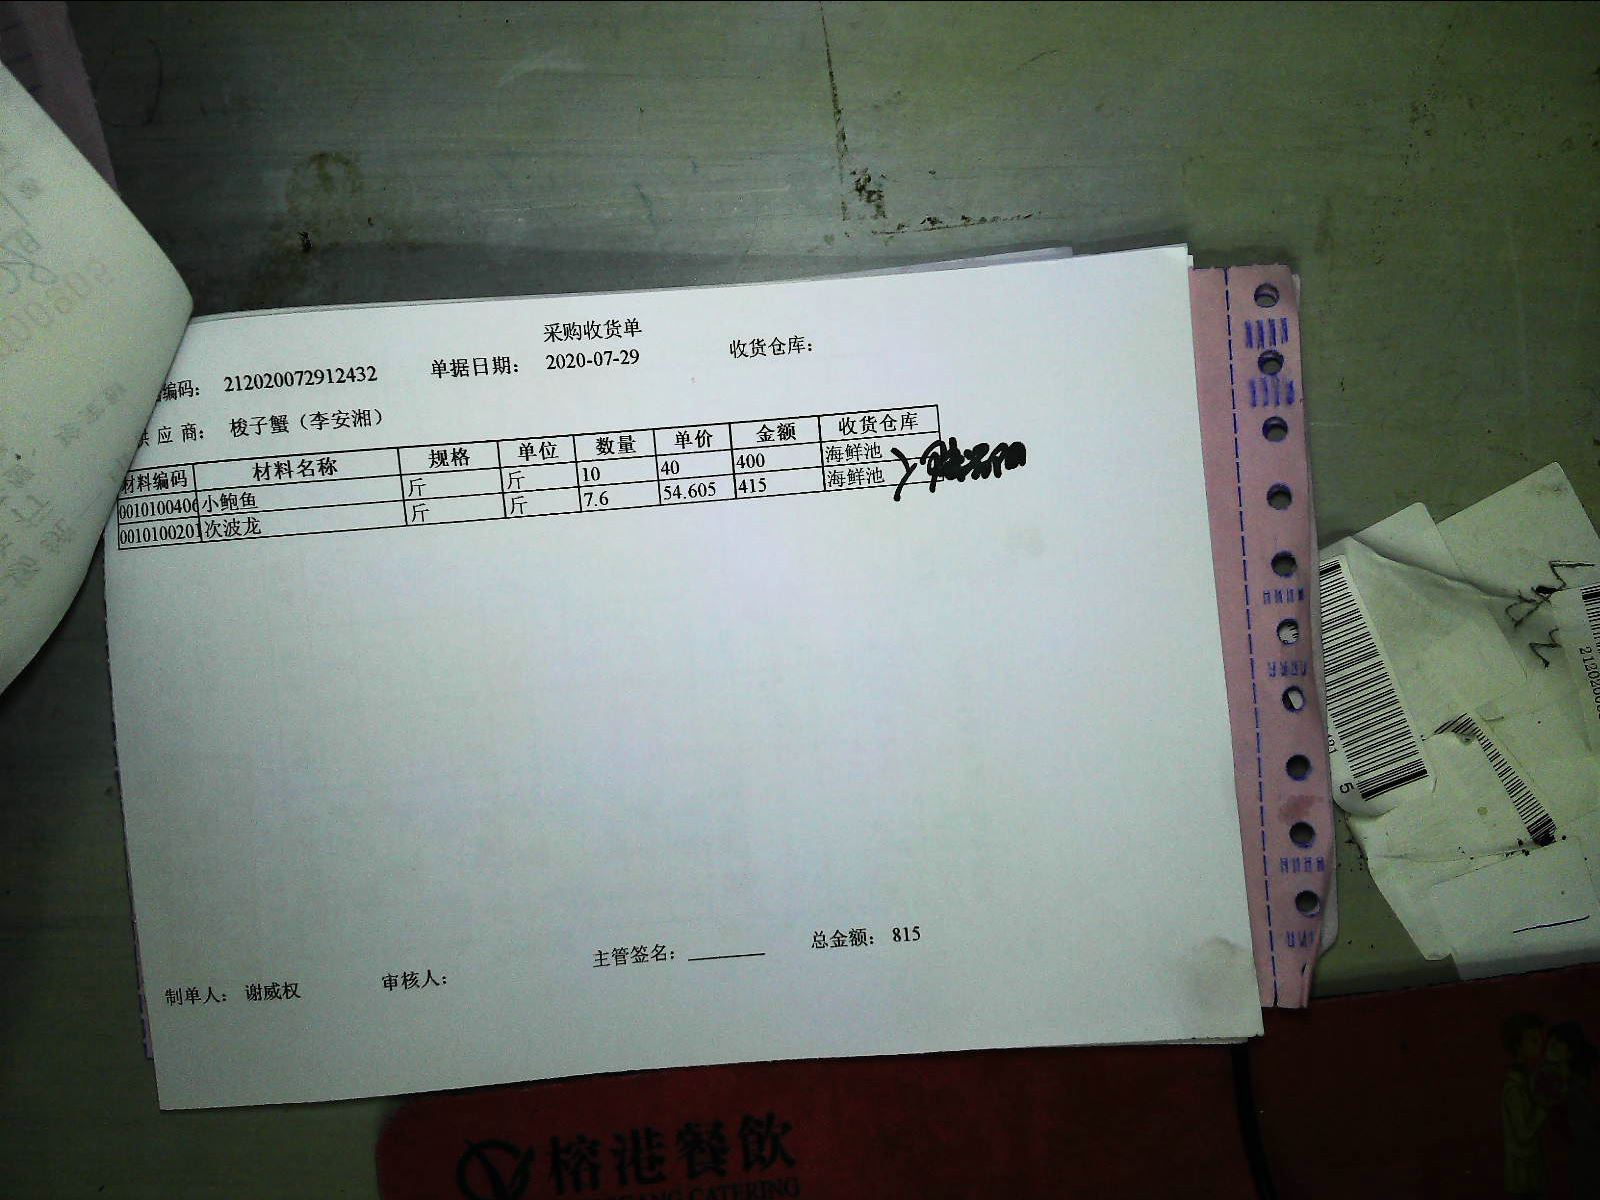 采购收货单
编码： 212020072912432 单据日期： 2020-07-29 收货仓库：
供 应 商： 梭子蟹（李安湘）
材料编码 材料名称 规格 单位 数量 单价 金额 收货仓库
0010100406 小鲍鱼 斤 斤 10 40 400 海鲜池
0010100201 次波龙 斤 斤 7.6 54.605 415 海鲜池
制单人： 谢威权 审核人： 主管签名： 总金额： 815
榕港餐飲
CATERING